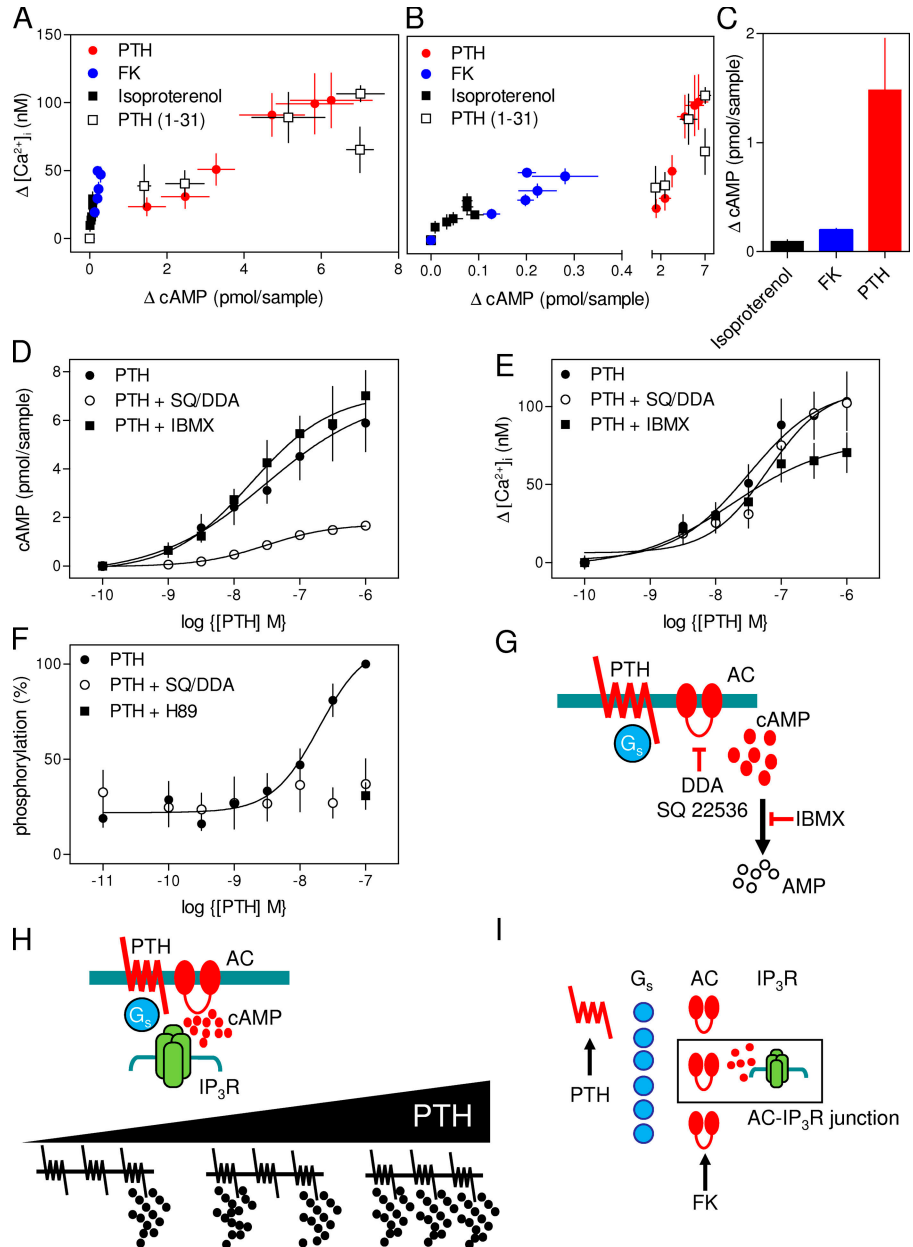 A
150
100
50
0
Δ [Ca²⁺]ᵢ (nM)
PTH
FK
Isoproterenol
PTH (1-31)
0 2 4 6 8
Δ cAMP (pmol/sample)
B
PTH
FK
Isoproterenol
PTH (1-31)
0.0 0.1 0.2 0.3 0.4 2 7
Δ cAMP (pmol/sample)
C
2
1
0
Δ cAMP (pmol/sample)
Isoproterenol
FK
PTH
D
8
6
4
2
0
cAMP (pmol/sample)
PTH
PTH + SQ/DDA
PTH + IBMX
-10 -9 -8 -7 -6
log {[PTH] M}
E
100
50
0
Δ [Ca²⁺]ᵢ (nM)
PTH
PTH + SQ/DDA
PTH + IBMX
-10 -9 -8 -7 -6
log {[PTH] M}
F
100
50
0
phosphorylation (%)
PTH
PTH + SQ/DDA
PTH + H89
-11 -10 -9 -8 -7
log {[PTH] M}
G
PTH
AC
Gₛ
cAMP
DDA
SQ 22536
IBMX
AMP
H
PTH
AC
Gₛ
cAMP
IP₃R
PTH
I
Gₛ AC IP₃R
PTH
AC-IP₃R junction
FK